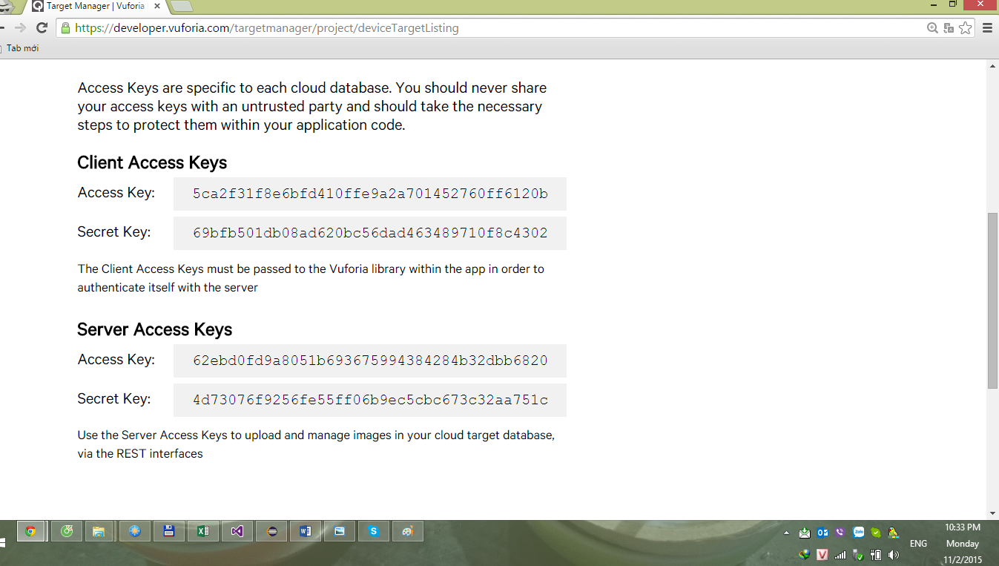 Target Manager | Vuforia
https://developer.vuforia.com/targetmanager/project/deviceTargetListing
Tab mới
Access Keys are specific to each cloud database. You should never share
your access keys with an untrusted party and should take the necessary
steps to protect them within your application code.
Client Access Keys
Access Key: 5ca2f31f8e6bfd410ffe9a2a701452760ff6120b
Secret Key: 69bfb501db08ad620bc56dad463489710f8c4302
The Client Access Keys must be passed to the Vuforia library within the app in order to
authenticate itself with the server
Server Access Keys
Access Key: 62ebd0fd9a8051b693675994384284b32dbb6820
Secret Key: 4d73076f9256fe55ff06b9ec5cbc673c32aa751c
Use the Server Access Keys to upload and manage images in your cloud target database,
via the REST interfaces
10:33 PM
ENG Monday
11/2/2015